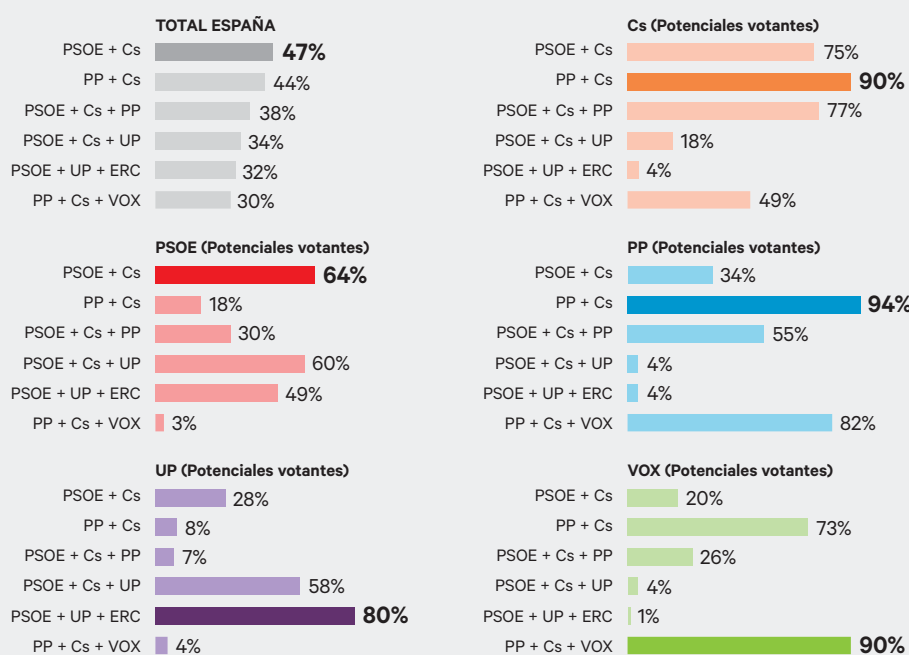 TOTAL ESPAÑA
PSOE + Cs 47%
PP + Cs 44%
PSOE + Cs + PP 38%
PSOE + Cs + UP 34%
PSOE + UP + ERC 32%
PP + Cs + VOX 30%
Cs (Potenciales votantes)
PSOE + Cs 75%
PP + Cs 90%
PSOE + Cs + PP 77%
PSOE + Cs + UP 18%
PSOE + UP + ERC 4%
PP + Cs + VOX 49%
PSOE (Potenciales votantes)
PSOE + Cs 64%
PP + Cs 18%
PSOE + Cs + PP 30%
PSOE + Cs + UP 60%
PSOE + UP + ERC 49%
PP + Cs + VOX 3%
PP (Potenciales votantes)
PSOE + Cs 34%
PP + Cs 94%
PSOE + Cs + PP 55%
PSOE + Cs + UP 4%
PSOE + UP + ERC 4%
PP + Cs + VOX 82%
UP (Potenciales votantes)
PSOE + Cs 28%
PP + Cs 8%
PSOE + Cs + PP 7%
PSOE + Cs + UP 58%
PSOE + UP + ERC 80%
PP + Cs + VOX 4%
VOX (Potenciales votantes)
PSOE + Cs 20%
PP + Cs 73%
PSOE + Cs + PP 26%
PSOE + Cs + UP 4%
PSOE + UP + ERC 1%
PP + Cs + VOX 90%